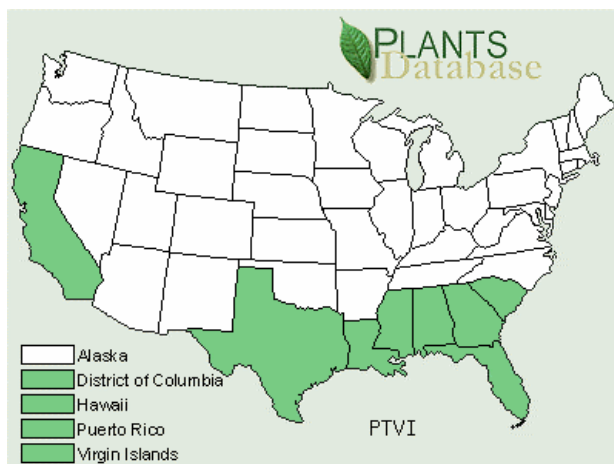 PLANTS
Database
Alaska
District of Columbia
Hawaii
Puerto Rico
Virgin Islands
PTVI